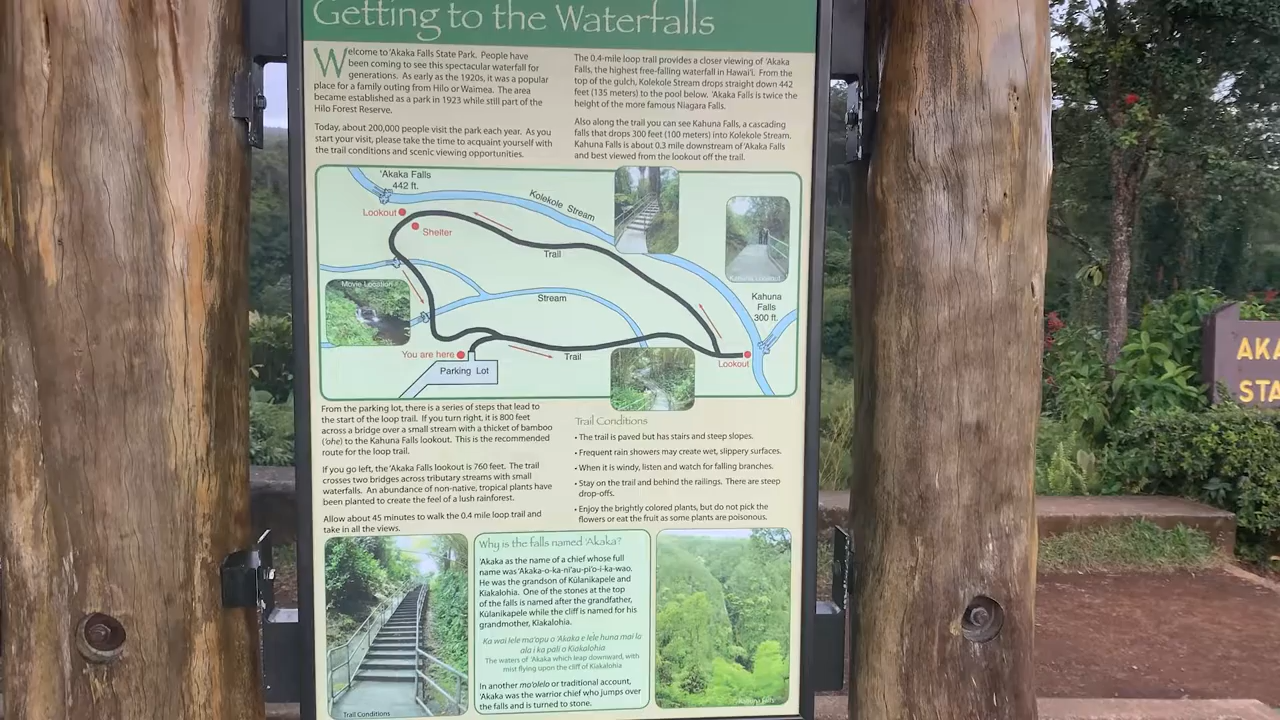 Getting to the Waterfalls
Welcome to 'Akaka Falls State Park. People have
been coming to see this spectacular waterfall for
generations. As early as the 1920s, it was a popular
place for a family outing from Hilo or Waimea. The area
became established as a park in 1923 while still part of the
Hilo Forest Reserve.
Today, about 200,000 people visit the park each year. As you
start your visit, please take the time to acquaint yourself with
the trail conditions and scenic viewing opportunities.
The 0.4-mile loop trail provides a closer viewing of 'Akaka
Falls, the highest free-falling waterfall in Hawai'i. From the
top of the gulch, Kolekole Stream drops straight down 442
feet (135 meters) to the pool below. 'Akaka Falls is twice the
height of the more famous Niagara Falls.
Also along the trail you can see Kahuna Falls, a cascading
falls that drops 300 feet (100 meters) into Kolekole Stream.
Kahuna Falls is about 0.3 mile downstream of 'Akaka Falls
and best viewed from the lookout off the trail.
'Akaka Falls
442 ft.
Kolekole Stream
Lookout
Shelter
Trail
Movie Location
Stream
Kahuna Lookout
Kahuna
Falls
300 ft.
You are here
Trail
Lookout
Parking Lot
From the parking lot, there is a series of steps that lead to
the start of the loop trail. If you turn right, it is 800 feet
across a bridge over a small stream with a thicket of bamboo
('ohe) to the Kahuna Falls lookout. This is the recommended
route for the loop trail.
If you go left, the 'Akaka Falls lookout is 760 feet. The trail
crosses two bridges across tributary streams with small
waterfalls. An abundance of non-native, tropical plants have
been planted to create the feel of a lush rainforest.
Allow about 45 minutes to walk the 0.4 mile loop trail and
take in all the views.
Trail Conditions
• The trail is paved but has stairs and steep slopes.
• Frequent rain showers may create wet, slippery surfaces.
• When it is windy, listen and watch for falling branches.
• Stay on the trail and behind the railings. There are steep
drop-offs.
• Enjoy the brightly colored plants, but do not pick the
flowers or eat the fruit as some plants are poisonous.
Trail Conditions
Why is the falls named 'Akaka?
'Akaka as the name of a chief whose full
name was 'Akaka-o-ka-nī'au-pi'o-i-ka-wao.
He was the grandson of Kūlanikapele and
Kiakalohia. One of the stones at the top
of the falls is named after the grandfather,
Kūlanikapele while the cliff is named for his
grandmother, Kiakalohia.
Ka wai lele ma'opu o 'Akaka e lele huna mai la
ala i ka pali o Kiakalohia
The waters of 'Akaka which leap downward, with
mist flying upon the cliff of Kiakalohia
In another mo'olelo or traditional account,
'Akaka was the warrior chief who jumps over
the falls and is turned to stone.
Kahuna Falls
AKA
STA